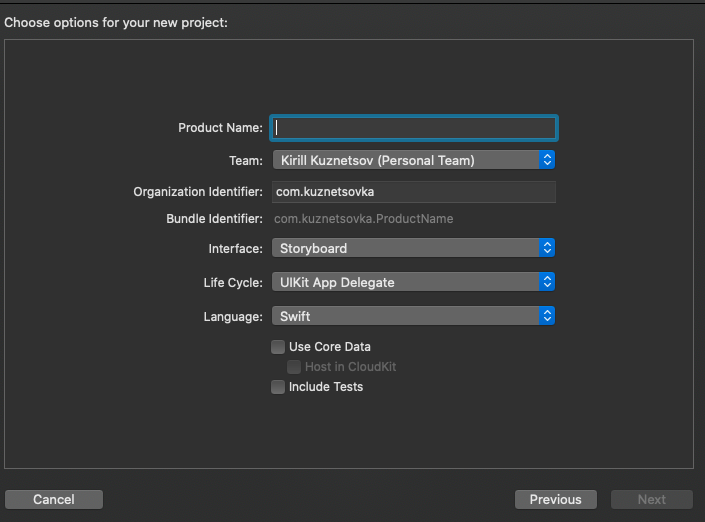 Choose options for your new project:
Product Name:
Team: Kirill Kuznetsov (Personal Team)
Organization Identifier: com.kuznetsovka
Bundle Identifier: com.kuznetsovka.ProductName
Interface: Storyboard
Life Cycle: UIKit App Delegate
Language: Swift
Use Core Data
Host in CloudKit
Include Tests
Cancel Previous Next